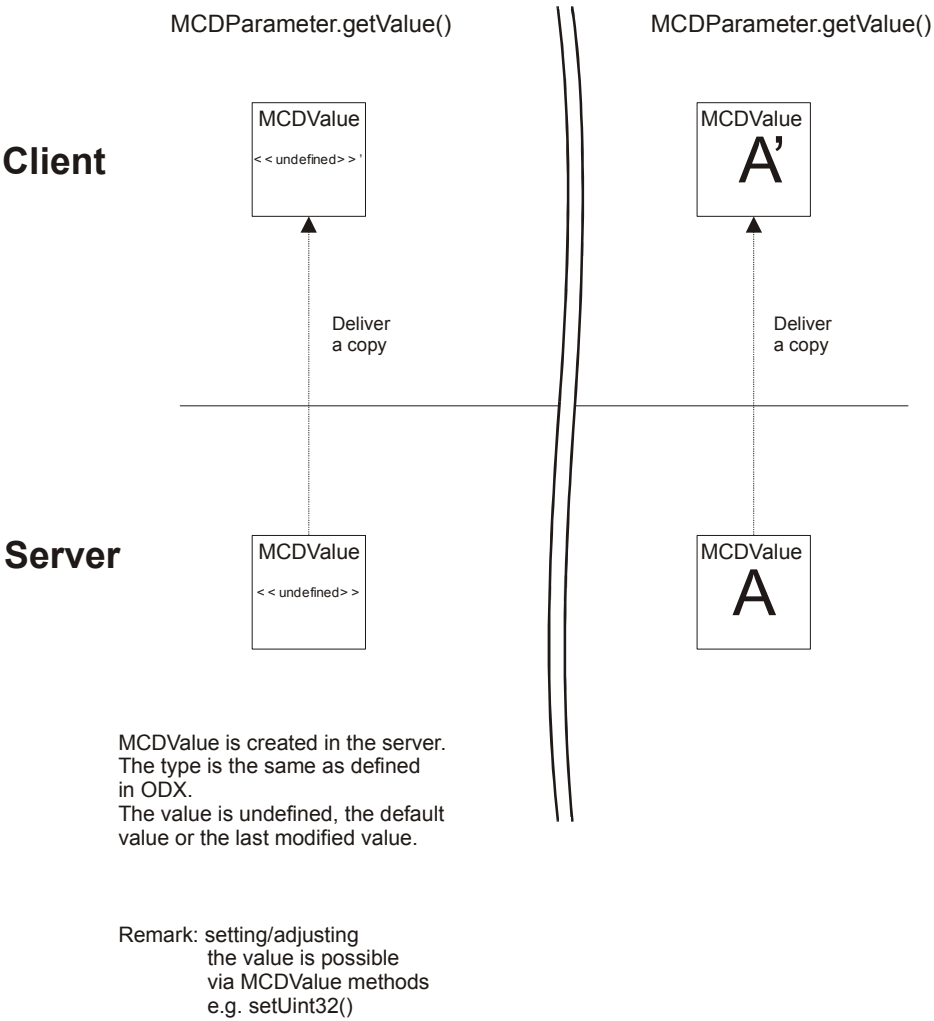 MCDParameter.getValue()
MCDParameter.getValue()
Client
MCDValue
<<undefined>>'
MCDValue
A’
Deliver
a copy
Deliver
a copy
Server
MCDValue
<<undefined>>
MCDValue
A
MCDValue is created in the server.
The type is the same as defined
in ODX.
The value is undefined, the default
value or the last modified value.
Remark: setting/adjusting
the value is possible
via MCDValue methods
e.g. setUint32()